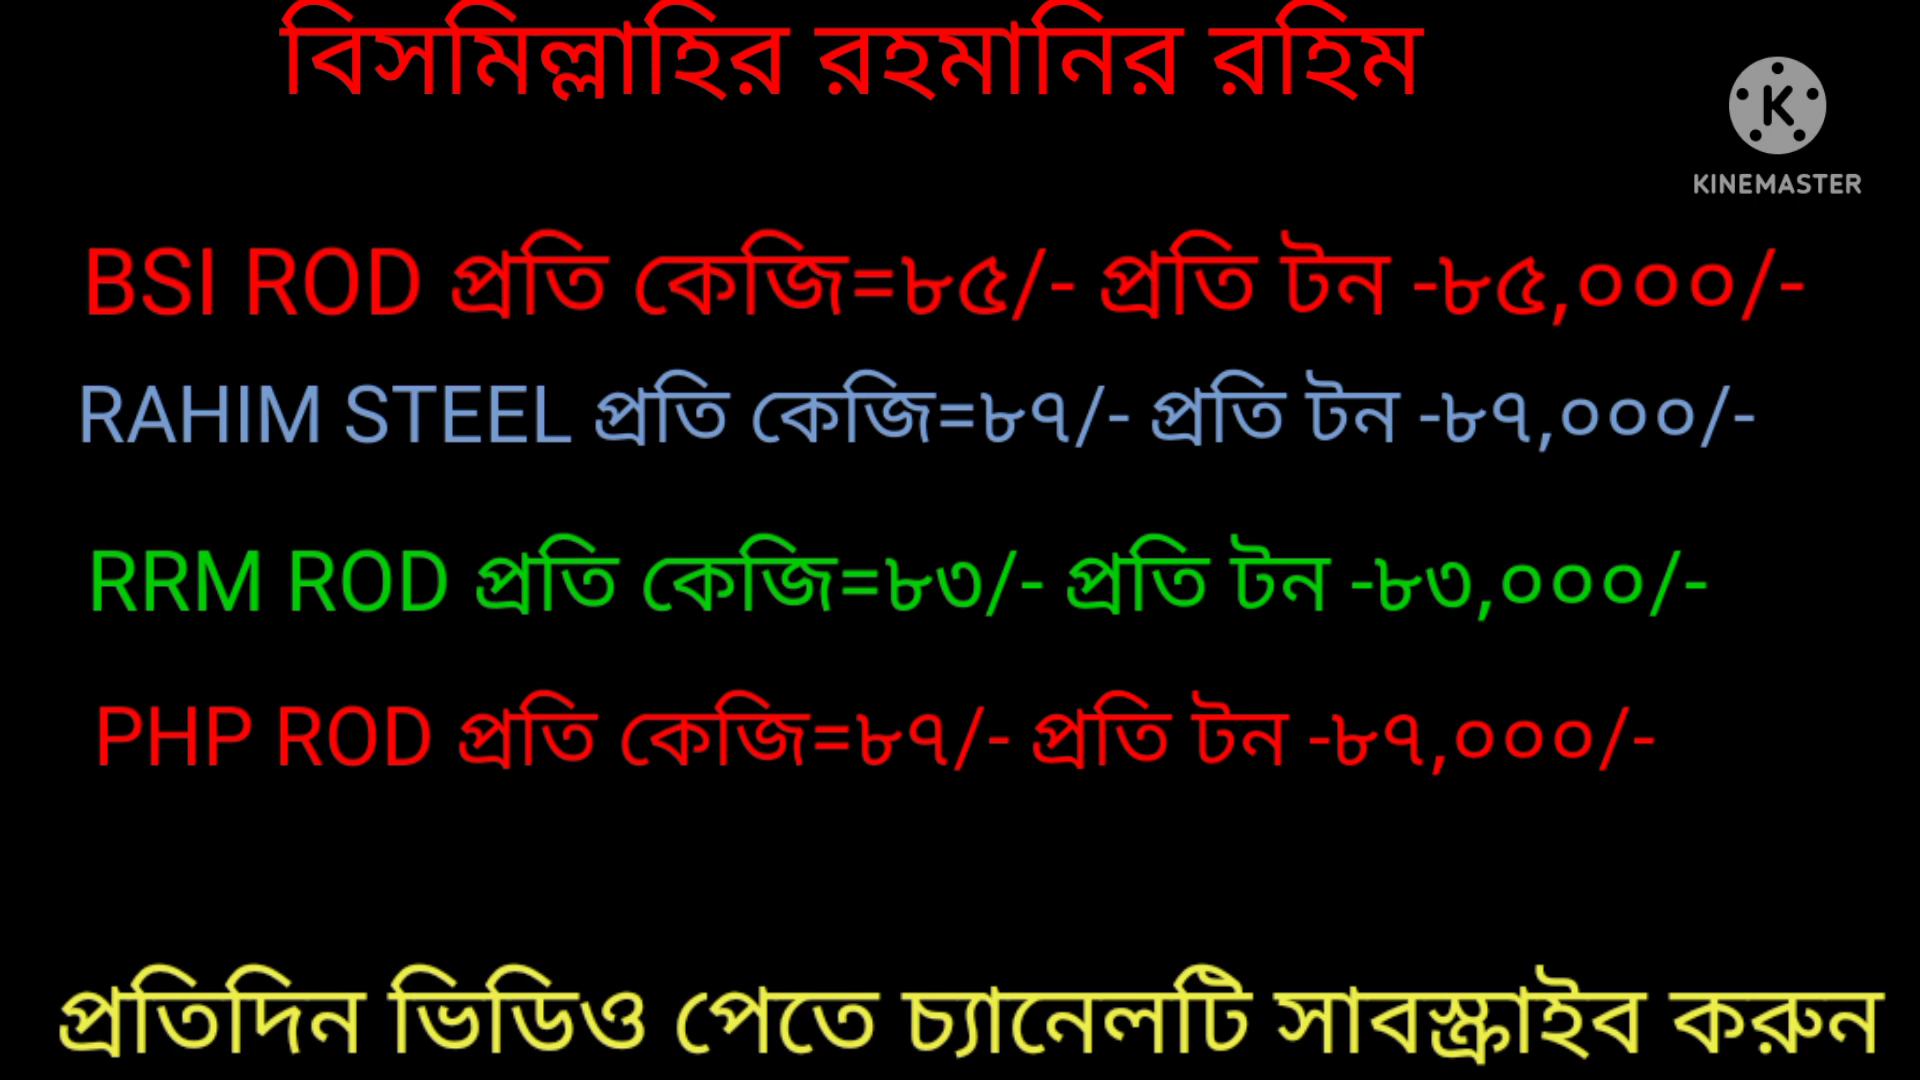 বিসমিল্লাহির রহমানির রহিম
KINEMASTER
BSI ROD প্রতি কেজি=৮৫/- প্রতি টন -৮৫,০০০/-
RAHIM STEEL প্রতি কেজি=৮৭/- প্রতি টন -৮৭,০০০/-
RRM ROD প্রতি কেজি=৮৩/- প্রতি টন -৮৩,০০০/-
PHP ROD প্রতি কেজি=৮৭/- প্রতি টন -৮৭,০০০/-
প্রতিদিন ভিডিও পেতে চ্যানেলটি সাবস্ক্রাইব করুন